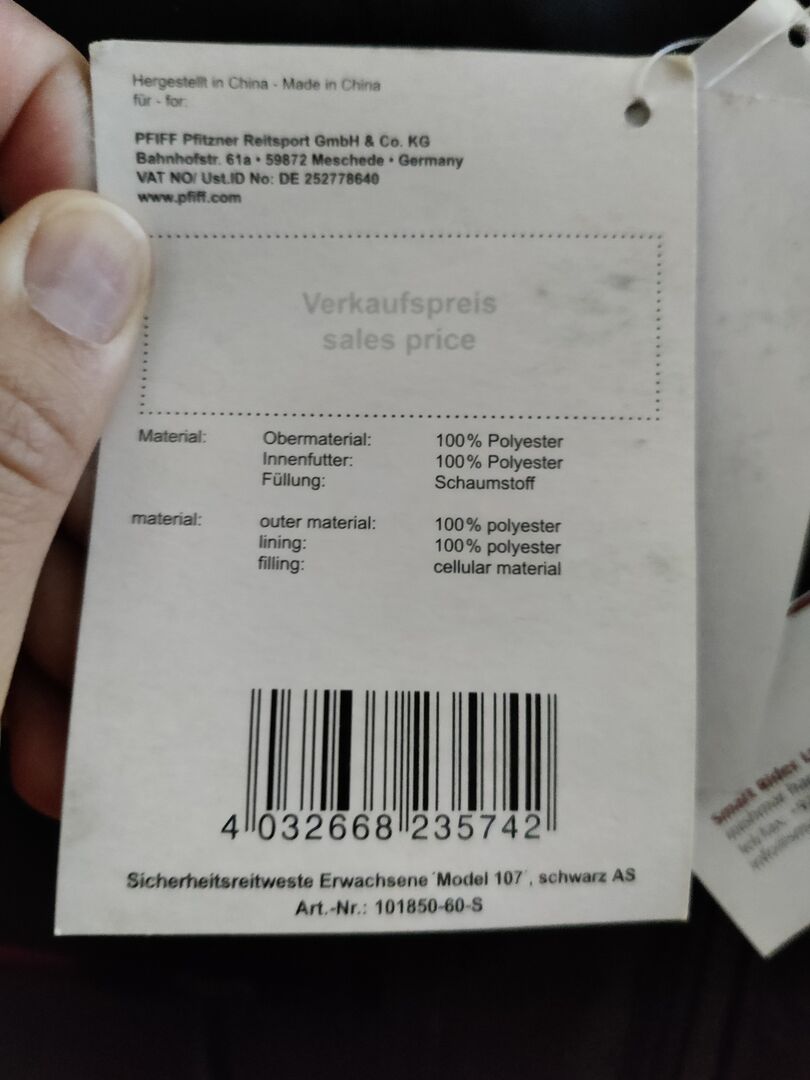 Hergestellt in China - Made in China
für - for:
PFIFF Pfitzner Reitsport GmbH & Co. KG
Bahnhofstr. 61a • 59872 Meschede • Germany
VAT NO/ Ust.ID No: DE 252778640
www.pfiff.com
Verkaufspreis
sales price
Material: Obermaterial: 100% Polyester
Innenfutter: 100% Polyester
Füllung: Schaumstoff
material: outer material: 100% polyester
lining: 100% polyester
filling: cellular material
4 032668 235742
Sicherheitsreitweste Erwachsene ´Model 107´, schwarz AS
Art.-Nr.: 101850-60-S
Smart Rider